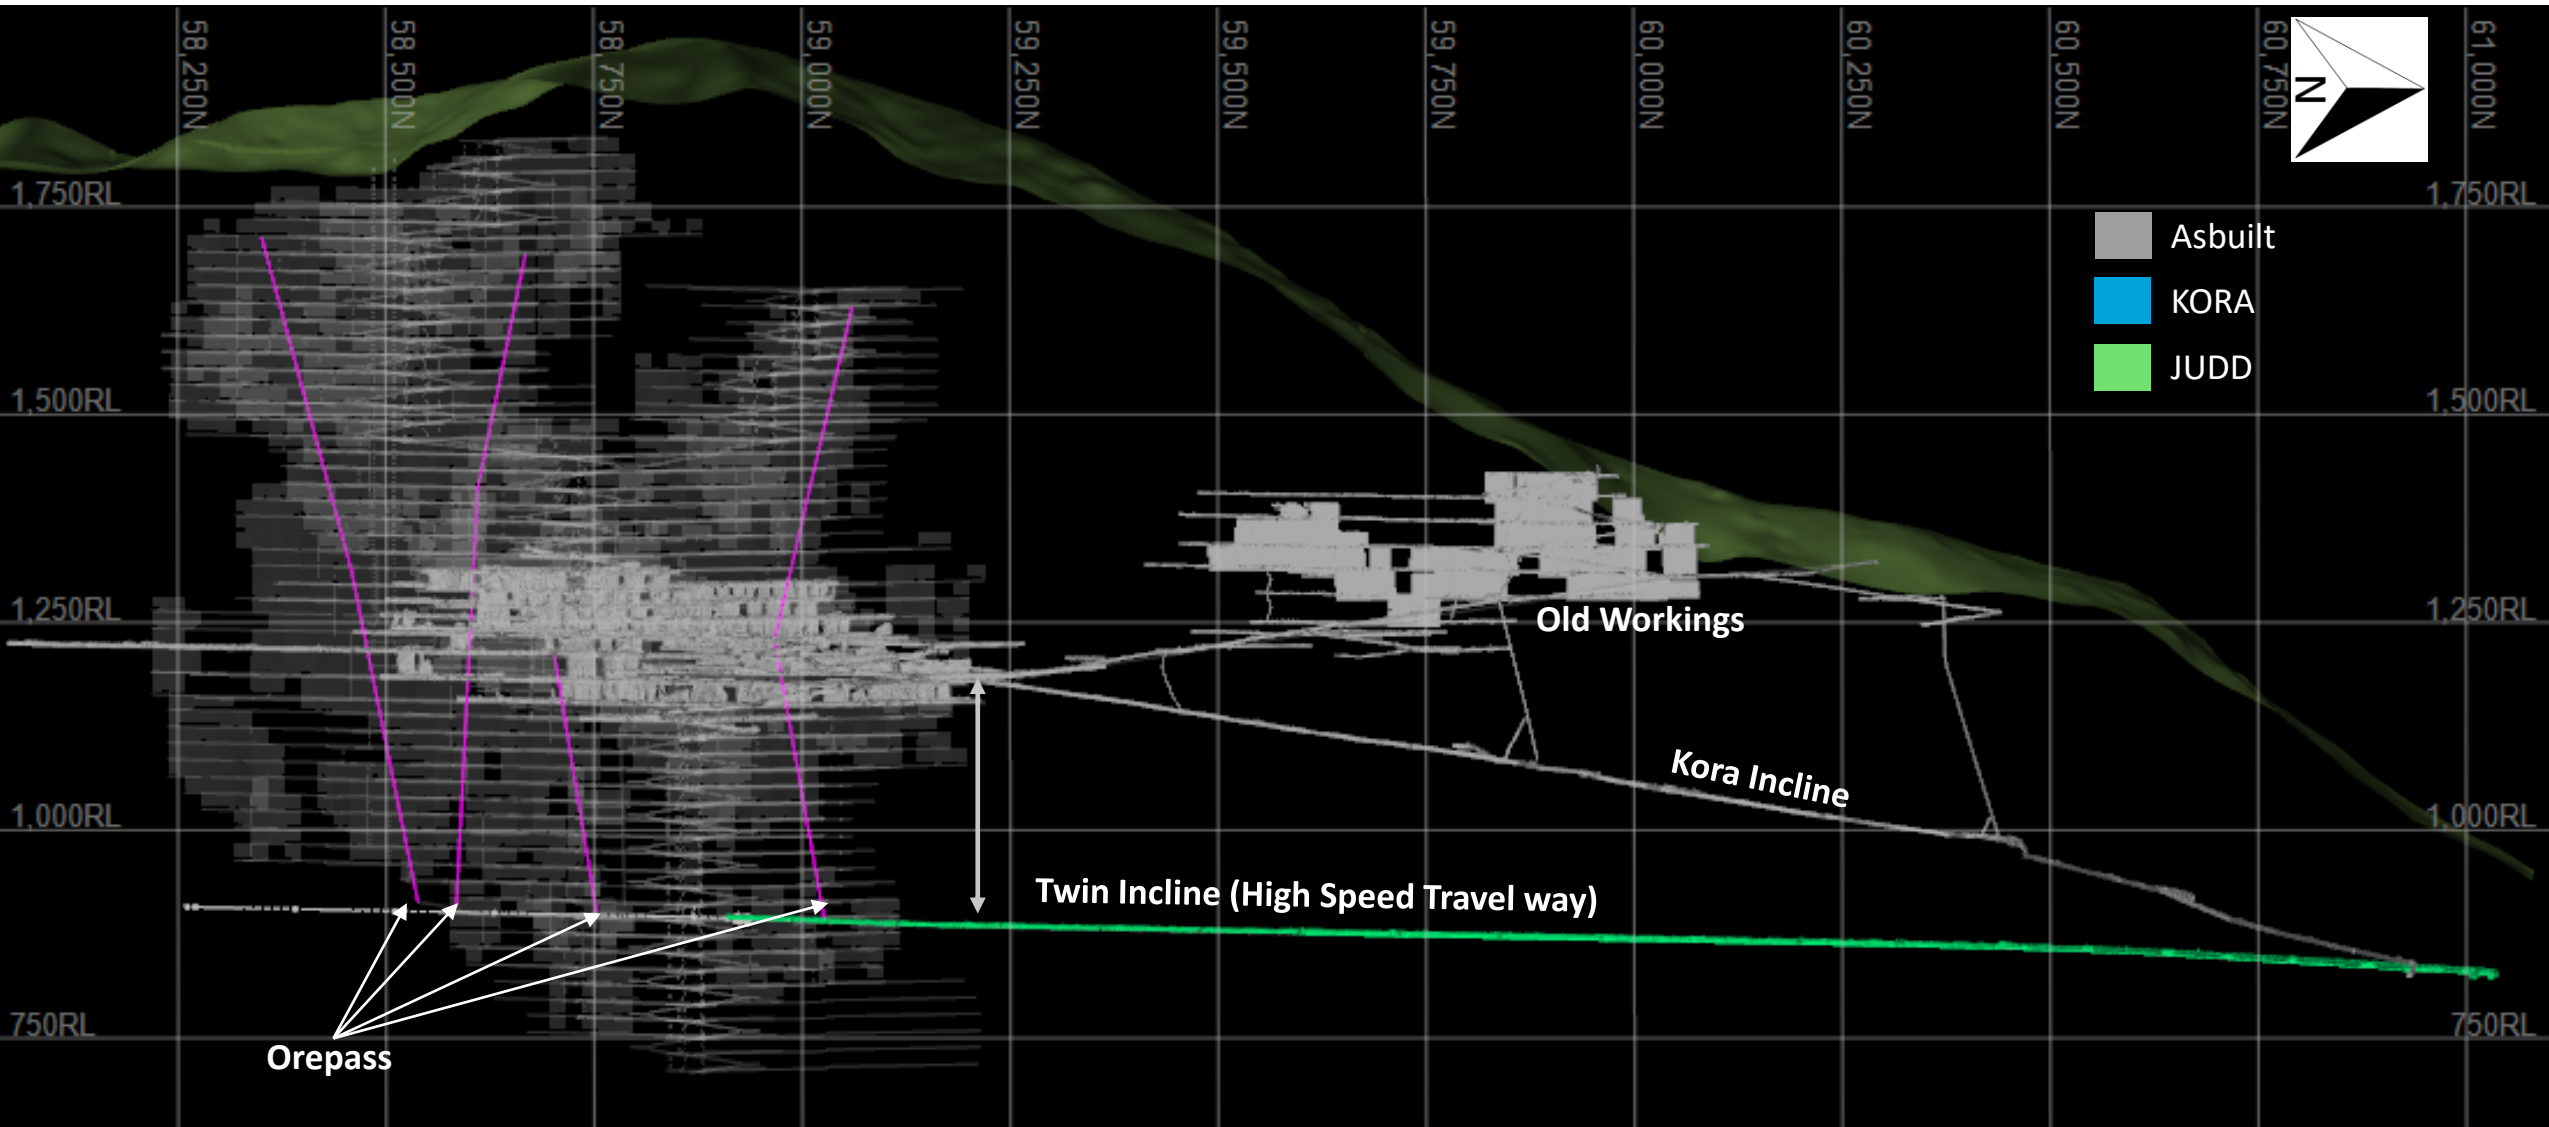 58,250N
58,500N
58,750N
59,000N
59,250N
59,500N
59,750N
60,000N
60,250N
60,500N
60,750N
61,000N
N
1,750RL
1,750RL
Asbuilt
KORA
JUDD
1,500RL
1,500RL
1,250RL
1,250RL
Old Workings
Kora Incline
1,000RL
1,000RL
Twin Incline (High Speed Travel way)
750RL
750RL
Orepass